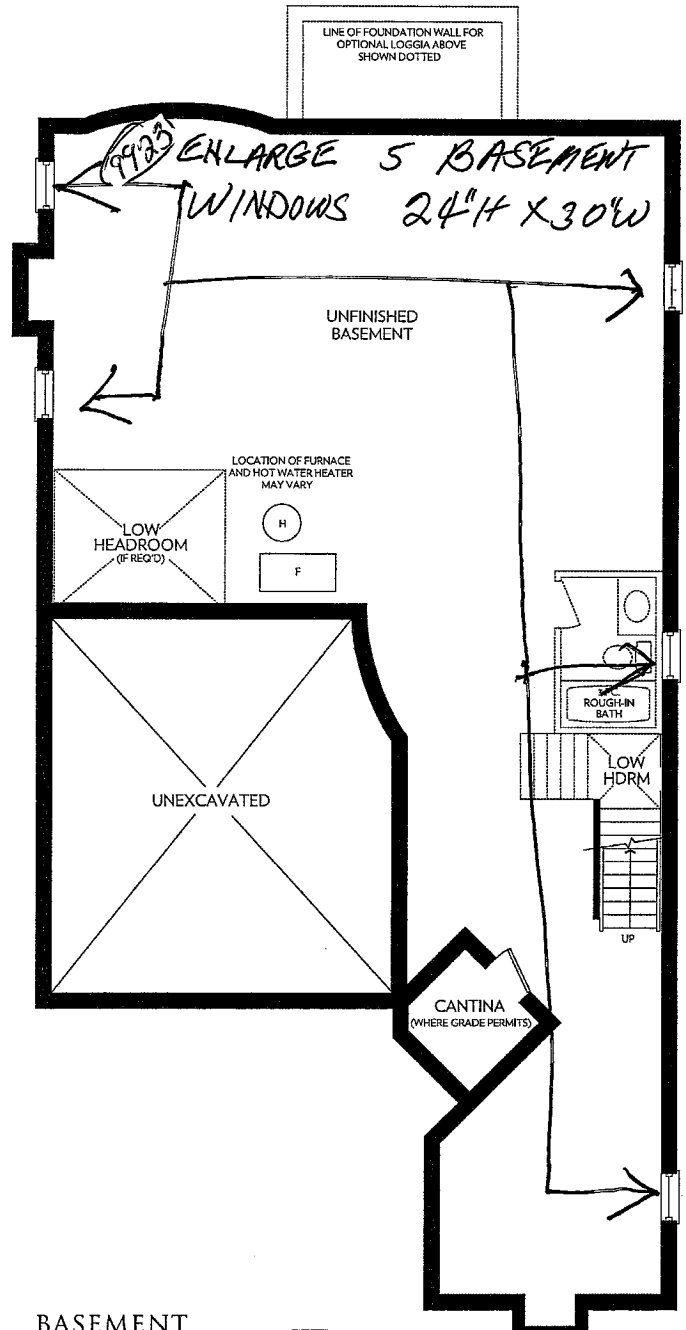 LINE OF FOUNDATION WALL FOR
OPTIONAL LOGGIA ABOVE
SHOWN DOTTED
9923 ENLARGE 5 BASEMENT
WINDOWS 24"H X 30"W
UNFINISHED
BASEMENT
LOCATION OF FURNACE
AND HOT WATER HEATER
MAY VARY
H
F
LOW
HEADROOM
(IF REQ'D)
ROUGH-IN
BATH
LOW
HDRM
UNEXCAVATED
UP
CANTINA
(WHERE GRADE PERMITS)
BASEMENT